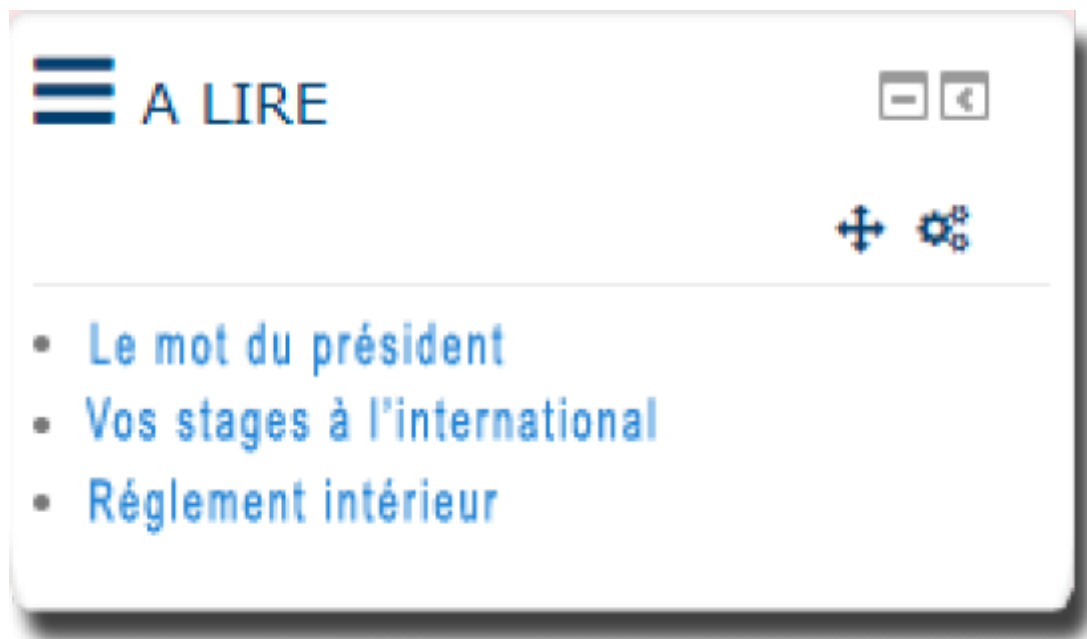 A LIRE
Le mot du président
Vos stages à l'international
Réglement intérieur